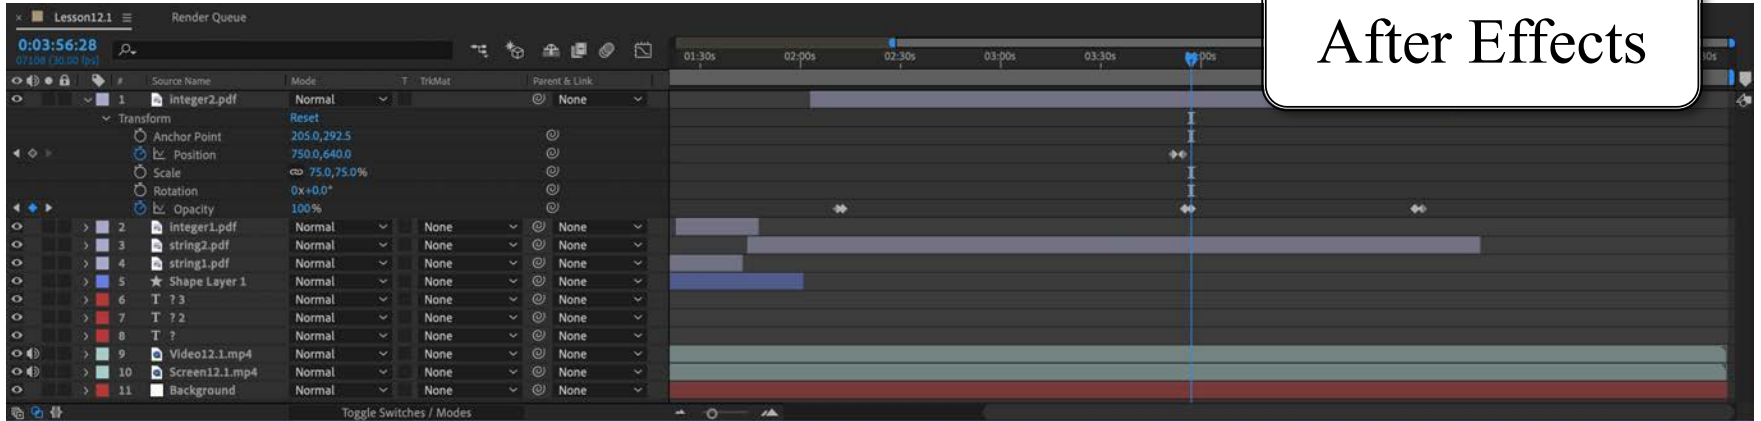 × Lesson12.1 Render Queue
After Effects
0:03:56:28
07108 (30.00 fps)
01:30s 02:00s 02:30s 03:00s 03:30s 00s 30s
# Source Name Mode T TrkMat Parent & Link
1 integer2.pdf Normal None
Transform Reset
Anchor Point 205.0,292.5
Position 750.0,640.0
Scale 75.0,75.0%
Rotation 0x+0.0°
Opacity 100%
2 integer1.pdf Normal None None
3 string2.pdf Normal None None
4 string1.pdf Normal None None
5 Shape Layer 1 Normal None None
6 T ? 3 Normal None None
7 T ? 2 Normal None None
8 T ? Normal None None
9 Video12.1.mp4 Normal None None
10 Screen12.1.mp4 Normal None None
11 Background Normal None None
Toggle Switches / Modes